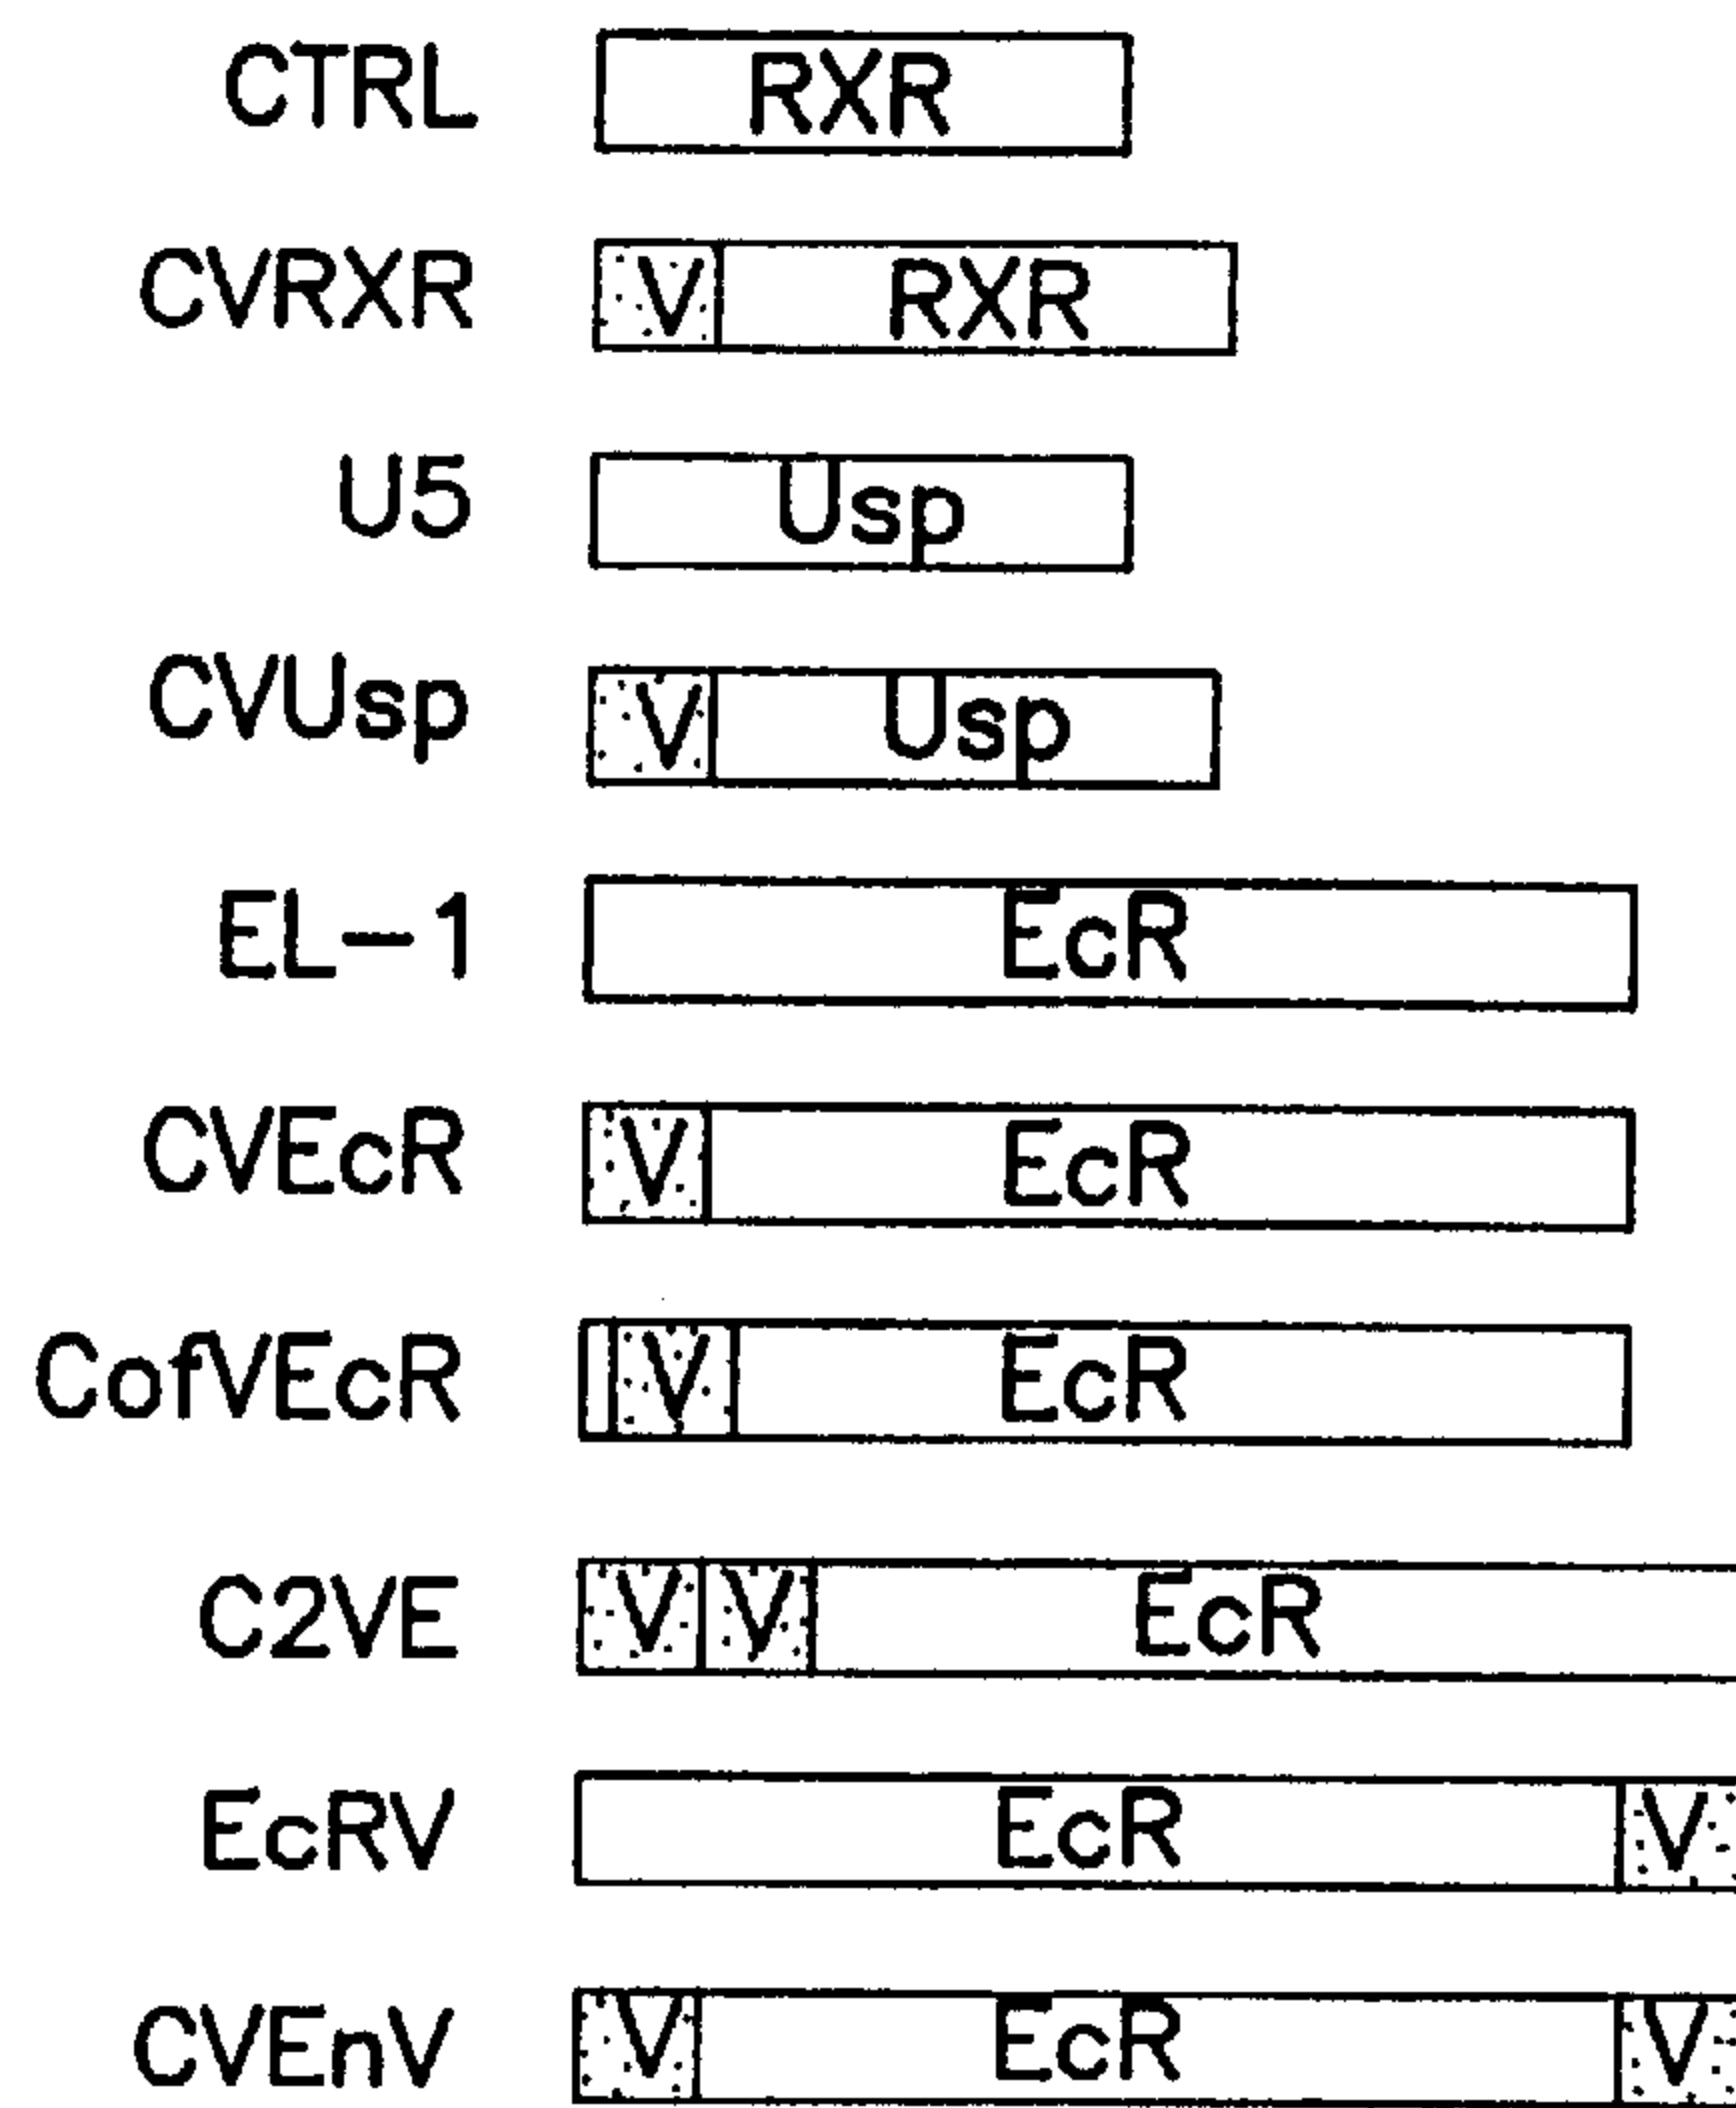 CTRL RXR
CVRXR V RXR
U5 Usp
CVUsp V Usp
EL-1 EcR
CVEcR V EcR
CofVEcR V EcR
C2VE V V EcR
EcRV EcR V
CVEnV V EcR V